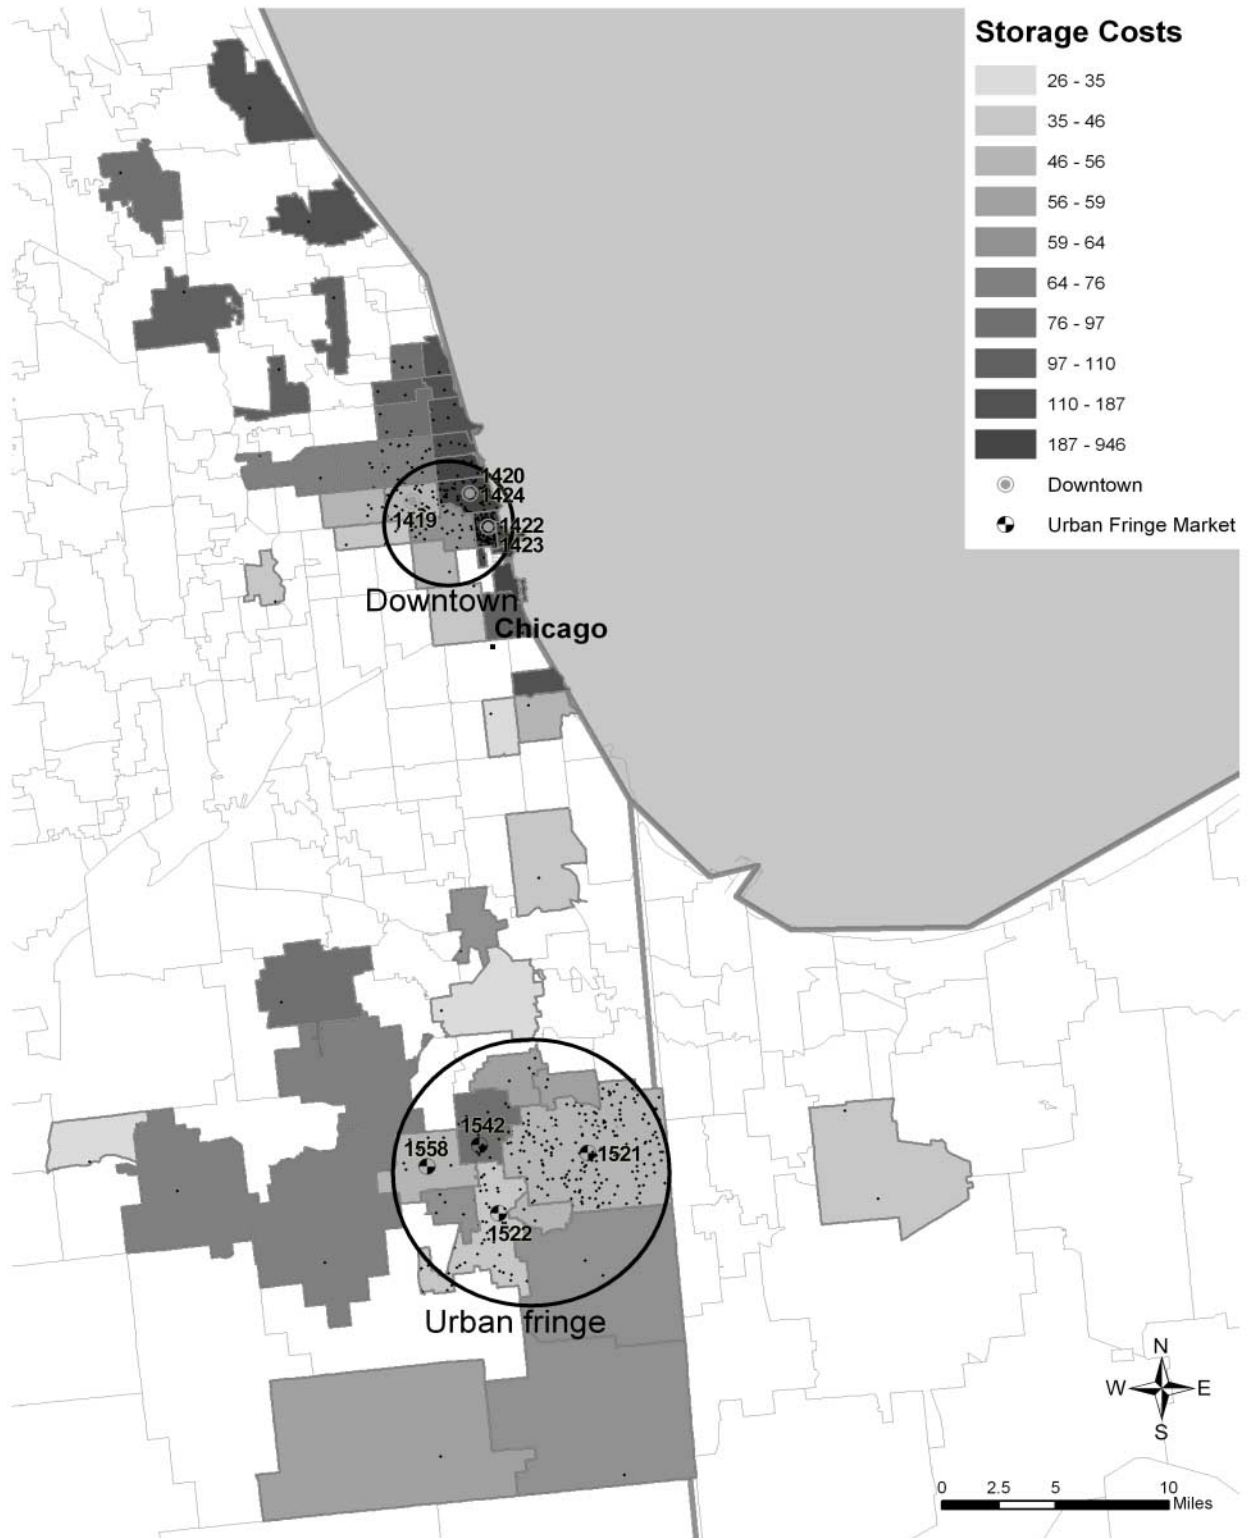 Storage Costs
26 - 35
35 - 46
46 - 56
56 - 59
59 - 64
64 - 76
76 - 97
97 - 110
110 - 187
187 - 946
Downtown
Urban Fringe Market
1420
1424
1419
1422
1423
Downtown
Chicago
1542
1558
1521
1522
Urban fringe
N
W E
S
0 2.5 5 10
Miles